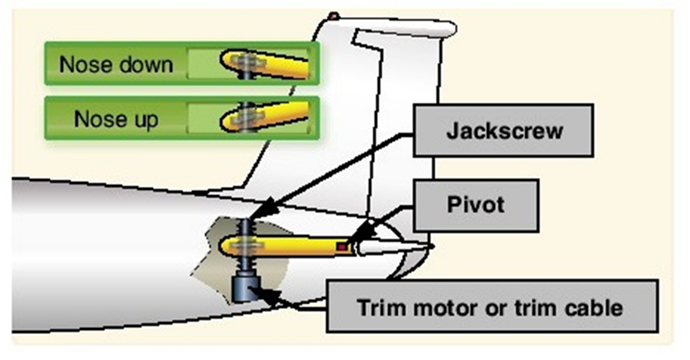 Nose down
Nose up
Jackscrew
Pivot
Trim motor or trim cable